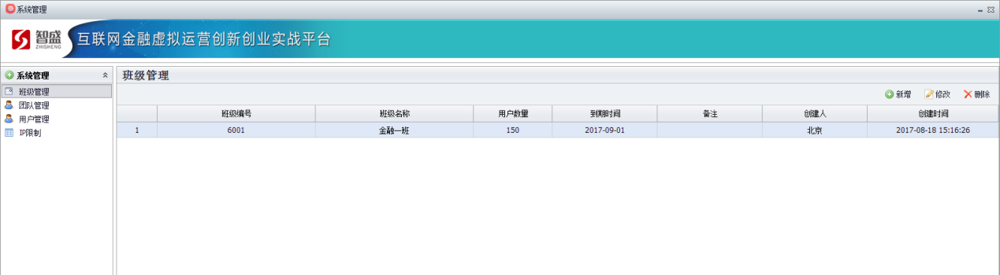 系统管理
智盛
ZHISHENG
互联网金融虚拟运营创新创业实战平台
系统管理
班级管理
团队管理
用户管理
IP限制
班级管理
新增 修改 删除
班级编号 班级名称 用户数量 到期时间 备注 创建人 创建时间
1 6001 金融一班 150 2017-09-01 北京 2017-08-18 15:16:26